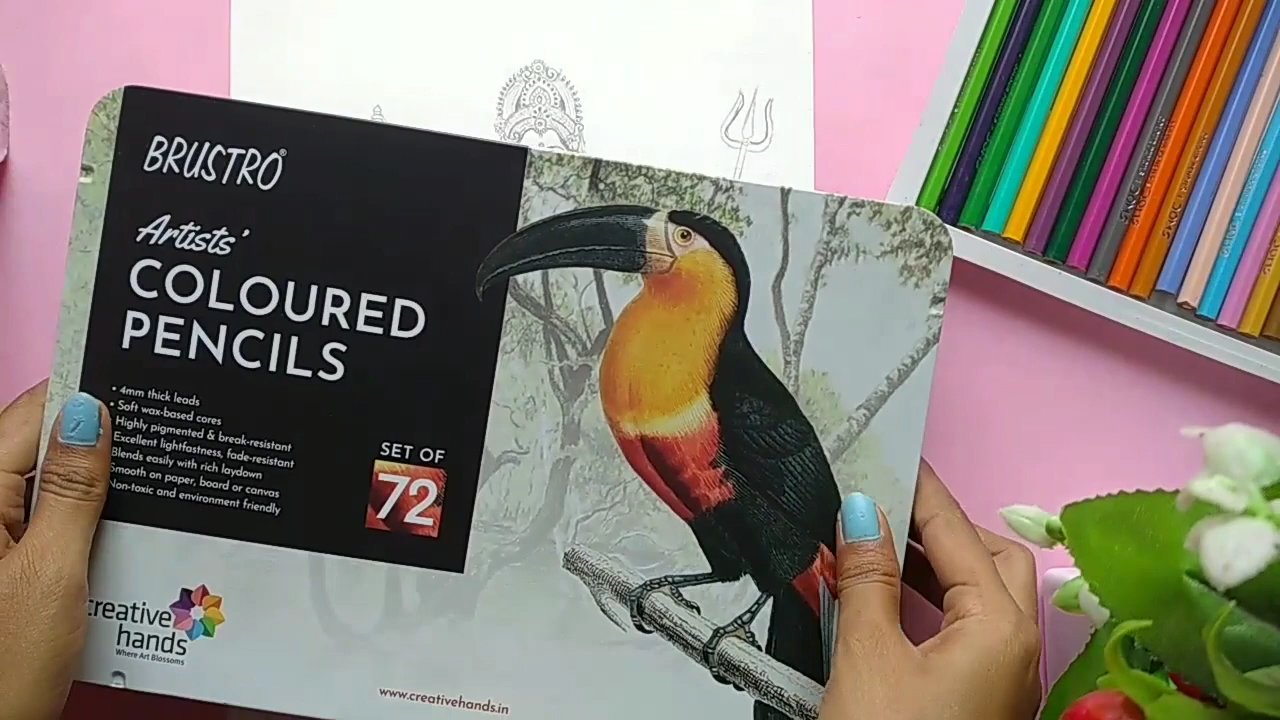 BRUSTRO®
Artists'
COLOURED
PENCILS
• 4mm thick leads
• Soft wax-based cores
Highly pigmented & break-resistant
Excellent lightfastness, fade-resistant
Blends easily with rich laydown
Smooth on paper, board or canvas
Non-toxic and environment friendly
SET OF
72
creative
hands
Where Art Blossoms
www.creativehands.in